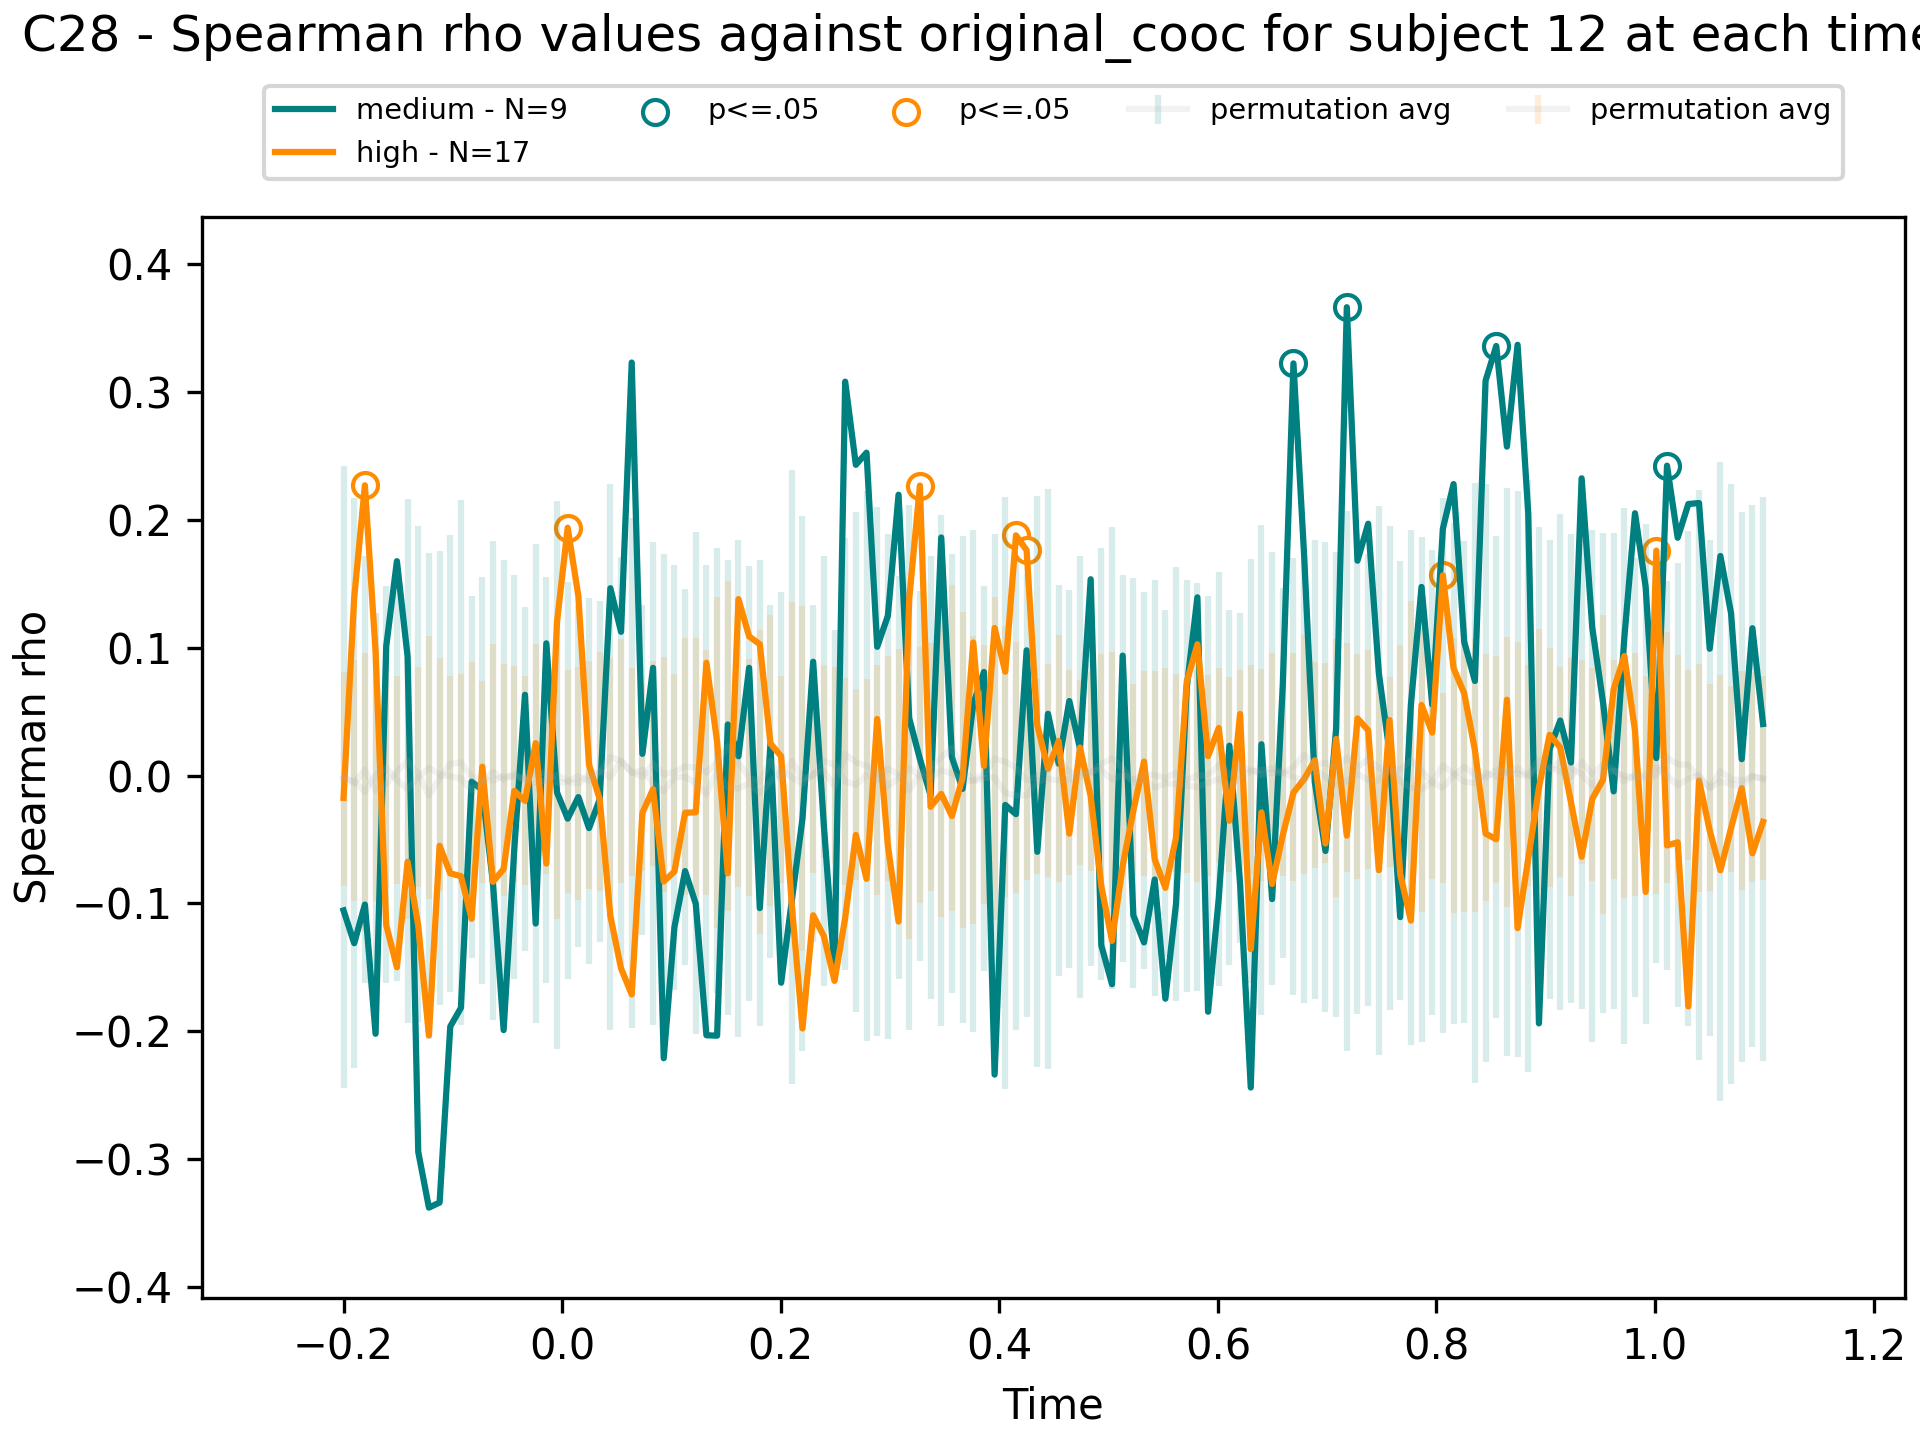 C28 - Spearman rho values against original_cooc for subject 12 at each time
medium - N=9
high - N=17
p<=.05
p<=.05
permutation avg
permutation avg
Spearman rho
0.4
0.3
0.2
0.1
0.0
−0.1
−0.2
−0.3
−0.4
−0.2 0.0 0.2 0.4 0.6 0.8 1.0 1.2
Time